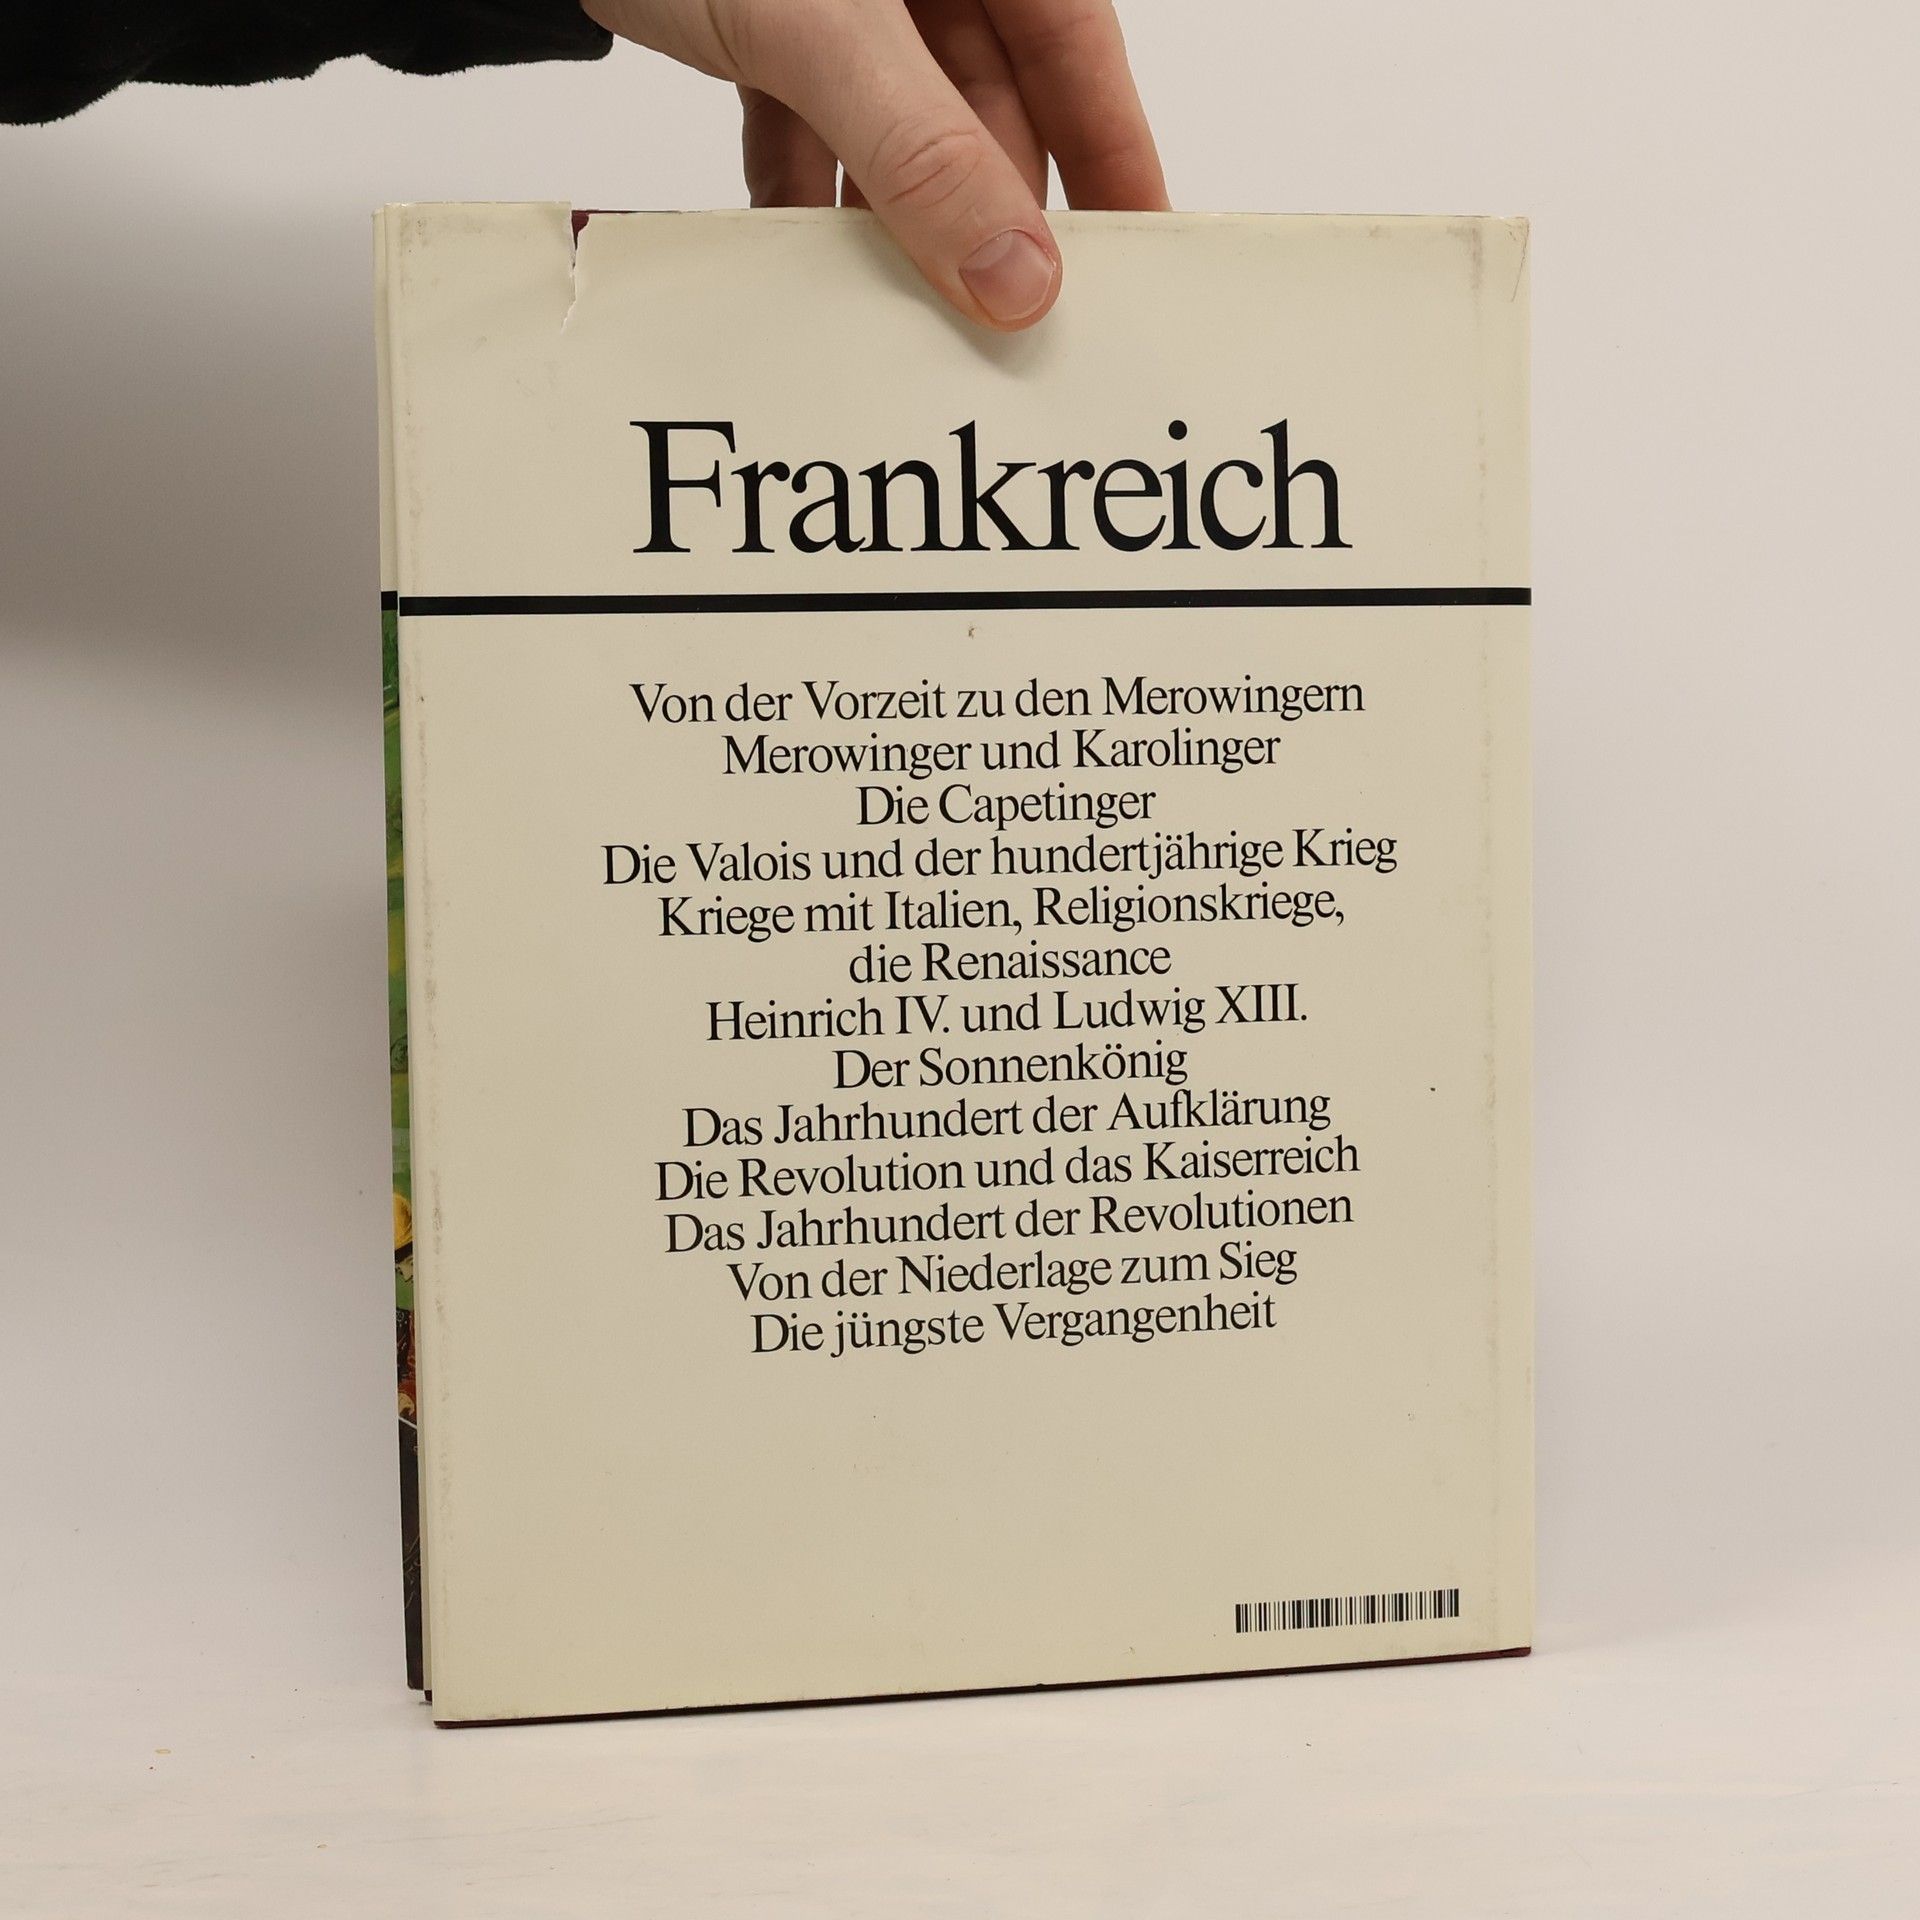 Frankreich
Von der Vorzeit zu den Merowingern
Merowinger und Karolinger
Die Capetinger
Die Valois und der hundertjährige Krieg
Kriege mit Italien, Religionskriege,
die Renaissance
Heinrich IV. und Ludwig XIII.
Der Sonnenkönig
Das Jahrhundert der Aufklärung
Die Revolution und das Kaiserreich
Das Jahrhundert der Revolutionen
Von der Niederlage zum Sieg
Die jüngste Vergangenheit